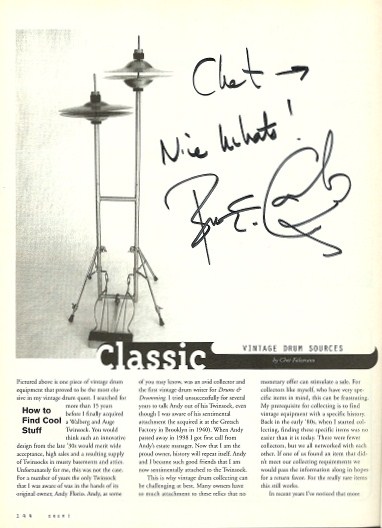 Chet →
Nice hihats!
Classic
VINTAGE DRUM SOURCES
by Chet Falzerano
How to
Find Cool
Stuff
Pictured above is one piece of vintage drum
equipment that proved to be the most elu-
sive in my vintage drum quest. I searched for
more than 15 years
before I finally acquired
a Walberg and Auge
Twinsock. You would
think such an innovative
design from the late '30s would merit wide
acceptance, high sales and a resulting supply
of Twinsocks in musty basements and attics.
Unfortunately for me, this was not the case.
For a number of years the only Twinsock
that I was aware of was in the hands of its
original owner, Andy Florio. Andy, as some
of you may know, was an avid collector and
the first vintage drum writer for Drums &
Drumming. I tried unsuccessfully for several
years to talk Andy out of his Twinsock, even
though I was aware of his sentimental
attachment (he acquired it at the Gretsch
Factory in Brooklyn in 1940). When Andy
passed away in 1998 I got first call from
Andy's estate manager. Now that I am the
proud owner, history will repeat itself. Andy
and I became such good friends that I am
now sentimentally attached to the Twinsock.
This is why vintage drum collecting can
be challenging at best. Many owners have
so much attachment to these relics that no
monetary offer can stimulate a sale. For
collectors like myself, who have very spe-
cific items in mind, this can be frustrating.
My prerequisite for collecting is to find
vintage equipment with a specific history.
Back in the early '80s, when I started col-
lecting, finding these specific items was no
easier than it is today. There were fewer
collectors, but we all networked with each
other. If one of us found an item that did-
n't meet our collecting requirements we
would pass the information along in hopes
for a return favor. For the really rare items
this still works.
In recent years I've noticed that more